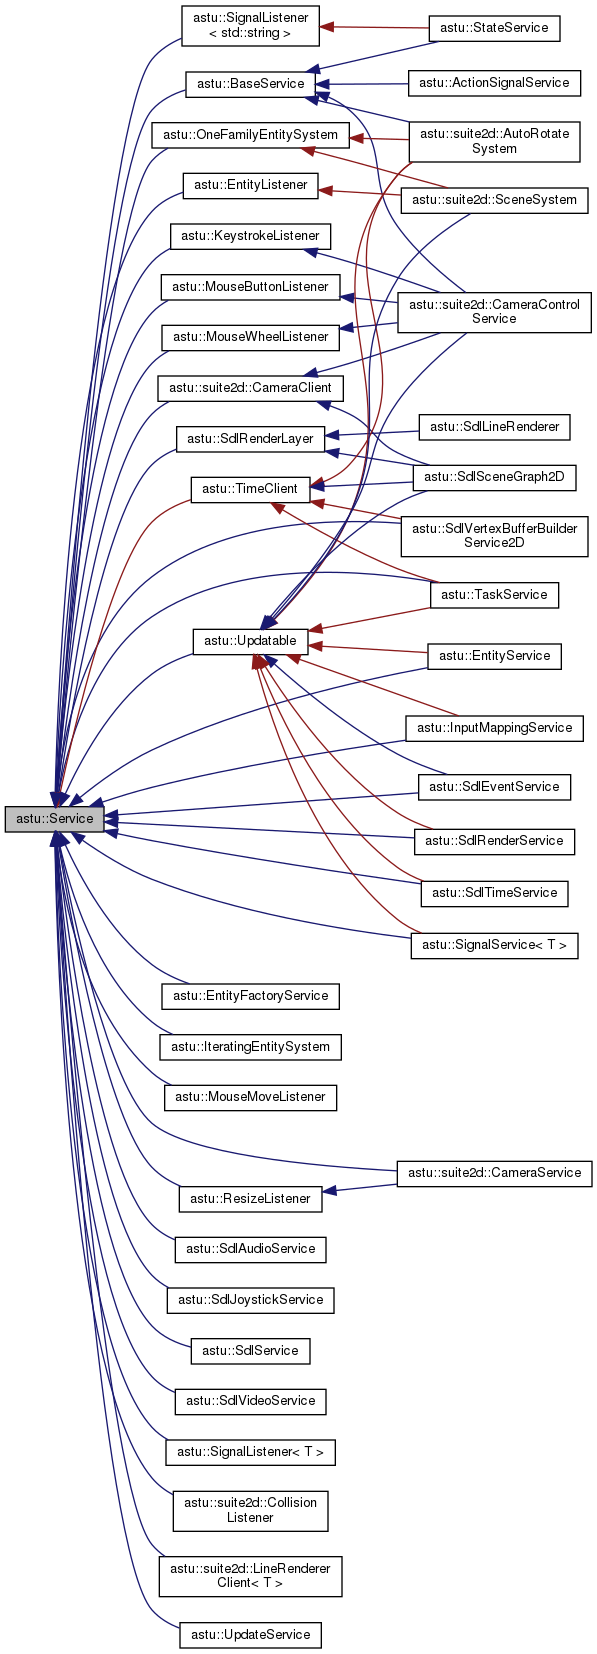 astu::SignalListener
< std::string >
astu::StateService
astu::BaseService
astu::ActionSignalService
astu::OneFamilyEntitySystem
astu::suite2d::AutoRotate
System
astu::EntityListener
astu::suite2d::SceneSystem
astu::KeystrokeListener
astu::MouseButtonListener
astu::suite2d::CameraControl
Service
astu::MouseWheelListener
astu::suite2d::CameraClient
astu::SdlLineRenderer
astu::SdlRenderLayer
astu::SdlSceneGraph2D
astu::TimeClient
astu::SdlVertexBufferBuilder
Service2D
astu::TaskService
astu::Updatable
astu::EntityService
astu::InputMappingService
astu::SdlEventService
astu::Service
astu::SdlRenderService
astu::SdlTimeService
astu::SignalService< T >
astu::EntityFactoryService
astu::IteratingEntitySystem
astu::MouseMoveListener
astu::suite2d::CameraService
astu::ResizeListener
astu::SdlAudioService
astu::SdlJoystickService
astu::SdlService
astu::SdlVideoService
astu::SignalListener< T >
astu::suite2d::Collision
Listener
astu::suite2d::LineRenderer
Client< T >
astu::UpdateService